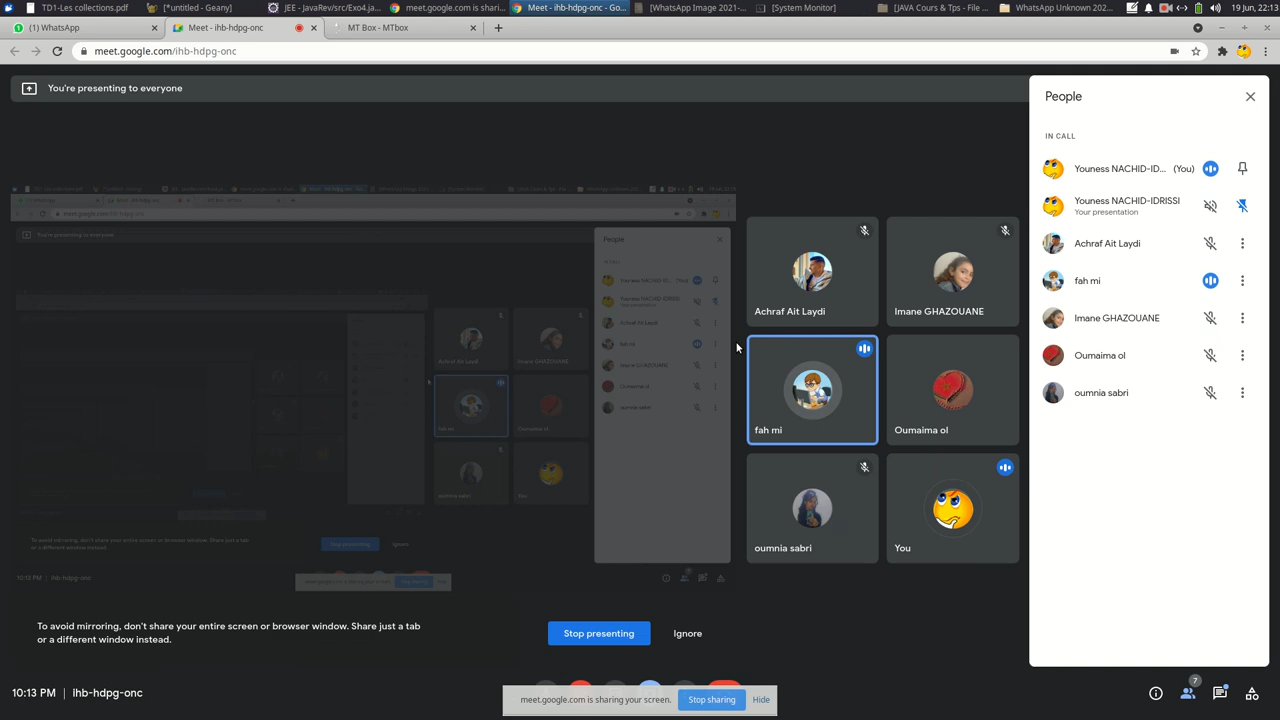 TD1-Les collections.pdf
[*untitled - Geany]
[JEE - JavaRev/src/Exo4.j...
meet.google.com is shari...
Meet - ihb-hdpg-onc - Go...
[WhatsApp Image 2021-...
[System Monitor]
[JAVA Cours & Tps - File ...
WhatsApp Unknown 202...
19 Jun, 22:13
(1) WhatsApp
Meet - ihb-hdpg-onc
MT Box - MTbox
meet.google.com/ihb-hdpg-onc
You're presenting to everyone
People
IN CALL
Youness NACHID-ID... (You)
Youness NACHID-IDRISSI
Your presentation
Achraf Ait Laydi
fah mi
Imane GHAZOUANE
Oumaima ol
oumnia sabri
Achraf Ait Laydi
Imane GHAZOUANE
fah mi
Oumaima ol
oumnia sabri
You
To avoid mirroring, don't share your entire screen or browser window. Share just a tab
or a different window instead.
Stop presenting
Ignore
10:13 PM | ihb-hdpg-onc
meet.google.com is sharing your screen.
Stop sharing
Hide
7